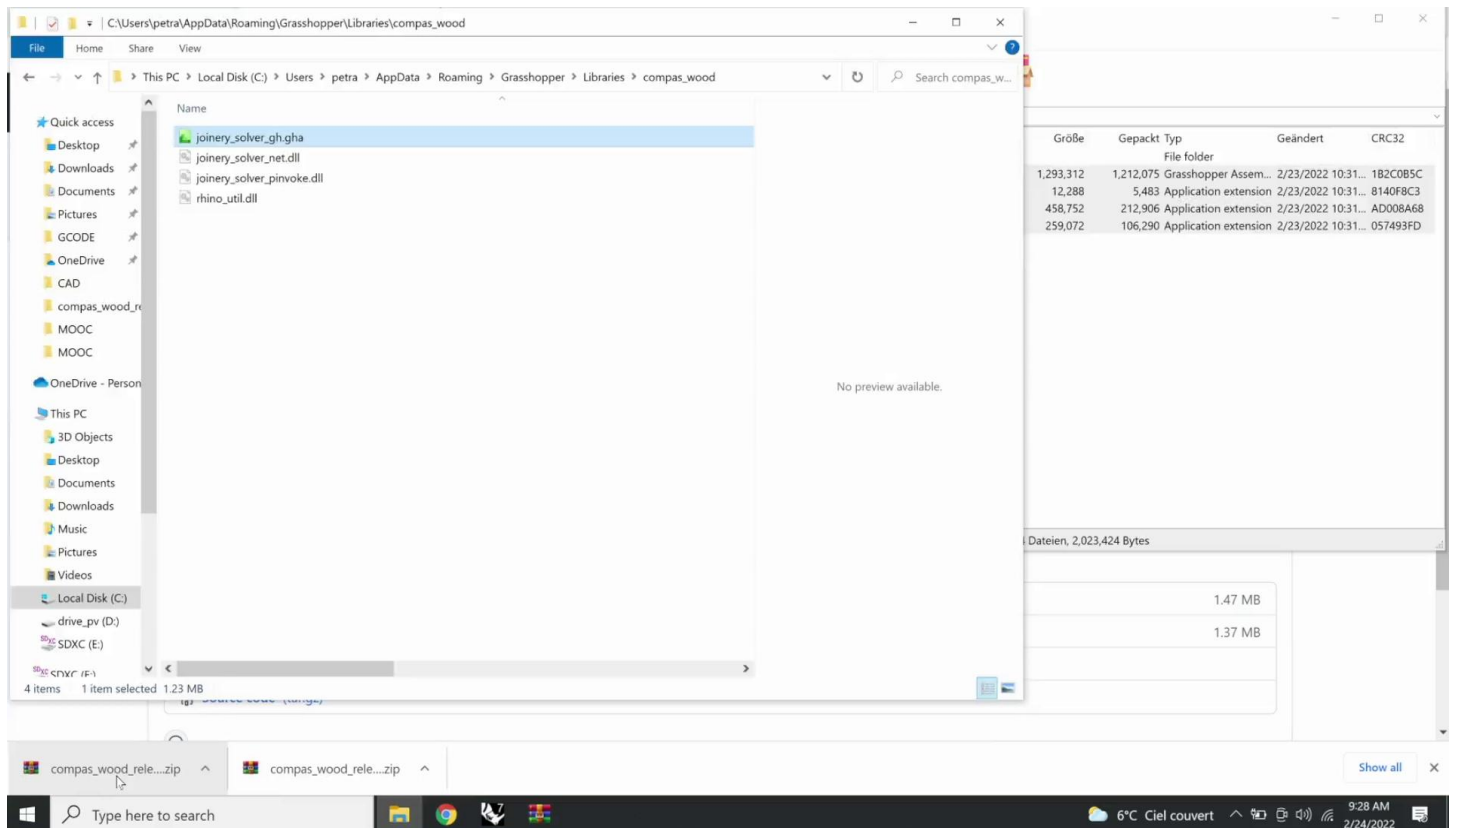 C:\Users\petra\AppData\Roaming\Grasshopper\Libraries\compas_wood
File Home Share View
This PC > Local Disk (C:) > Users > petra > AppData > Roaming > Grasshopper > Libraries > compas_wood
Search compas_w...
Name
Quick access
Desktop
Downloads
Documents
Pictures
GCODE
OneDrive
CAD
compas_wood_re
MOOC
MOOC
OneDrive - Person
This PC
3D Objects
Desktop
Documents
Downloads
Music
Pictures
Videos
Local Disk (C:)
drive_pv (D:)
SDXC (E:)
SDXC (F:)
joinery_solver_gh.gha
joinery_solver_net.dll
joinery_solver_pinvoke.dll
rhino_util.dll
No preview available.
4 items 1 item selected 1.23 MB
Größe Gepackt Typ Geändert CRC32
File folder
1,293,312 1,212,075 Grasshopper Assem... 2/23/2022 10:31... 1B2C0B5C
12,288 5,483 Application extension 2/23/2022 10:31... 8140F8C3
458,752 212,906 Application extension 2/23/2022 10:31... AD008A68
259,072 106,290 Application extension 2/23/2022 10:31... 057493FD
Dateien, 2,023,424 Bytes
1.47 MB
1.37 MB
Source code (tar.gz)
compas_wood_rele....zip
compas_wood_rele....zip
Show all
Type here to search
7
6°C Ciel couvert
9:28 AM
2/24/2022